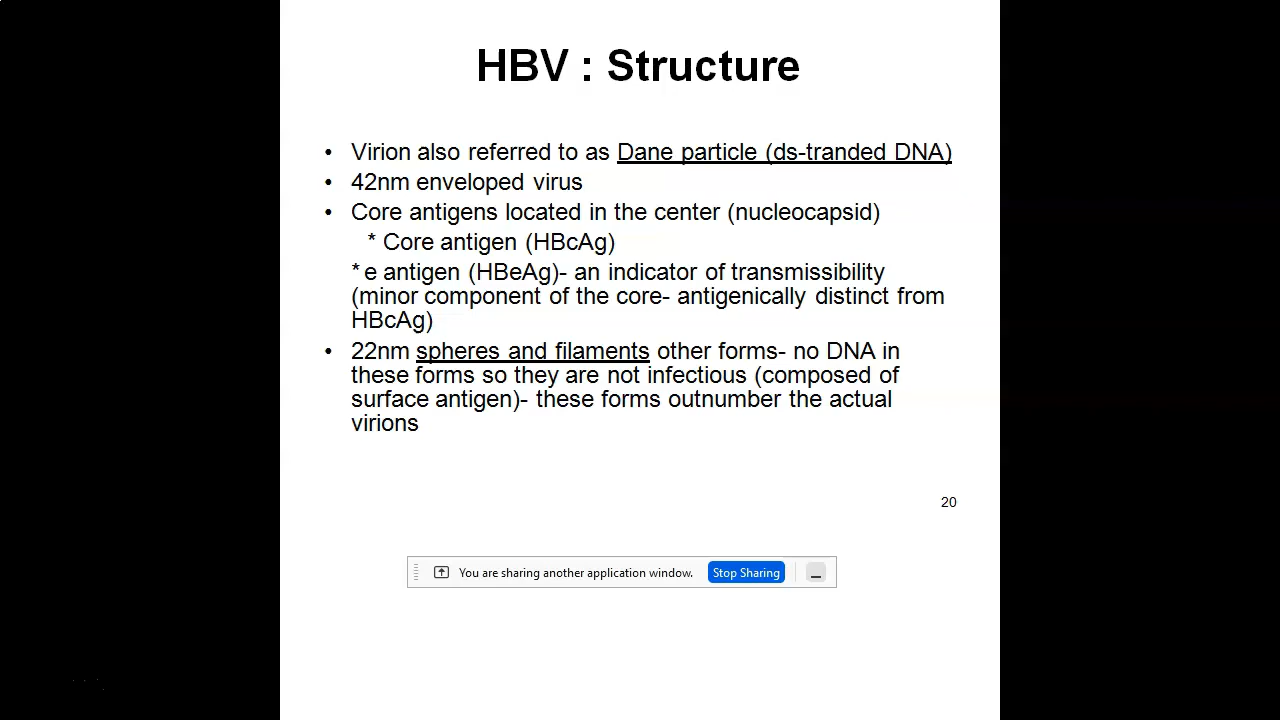 HBV : Structure
• Virion also referred to as Dane particle (ds-tranded DNA)
• 42nm enveloped virus
• Core antigens located in the center (nucleocapsid)
* Core antigen (HBcAg)
* e antigen (HBeAg)- an indicator of transmissibility
(minor component of the core- antigenically distinct from
HBcAg)
• 22nm spheres and filaments other forms- no DNA in
these forms so they are not infectious (composed of
surface antigen)- these forms outnumber the actual
virions
20
You are sharing another application window. Stop Sharing